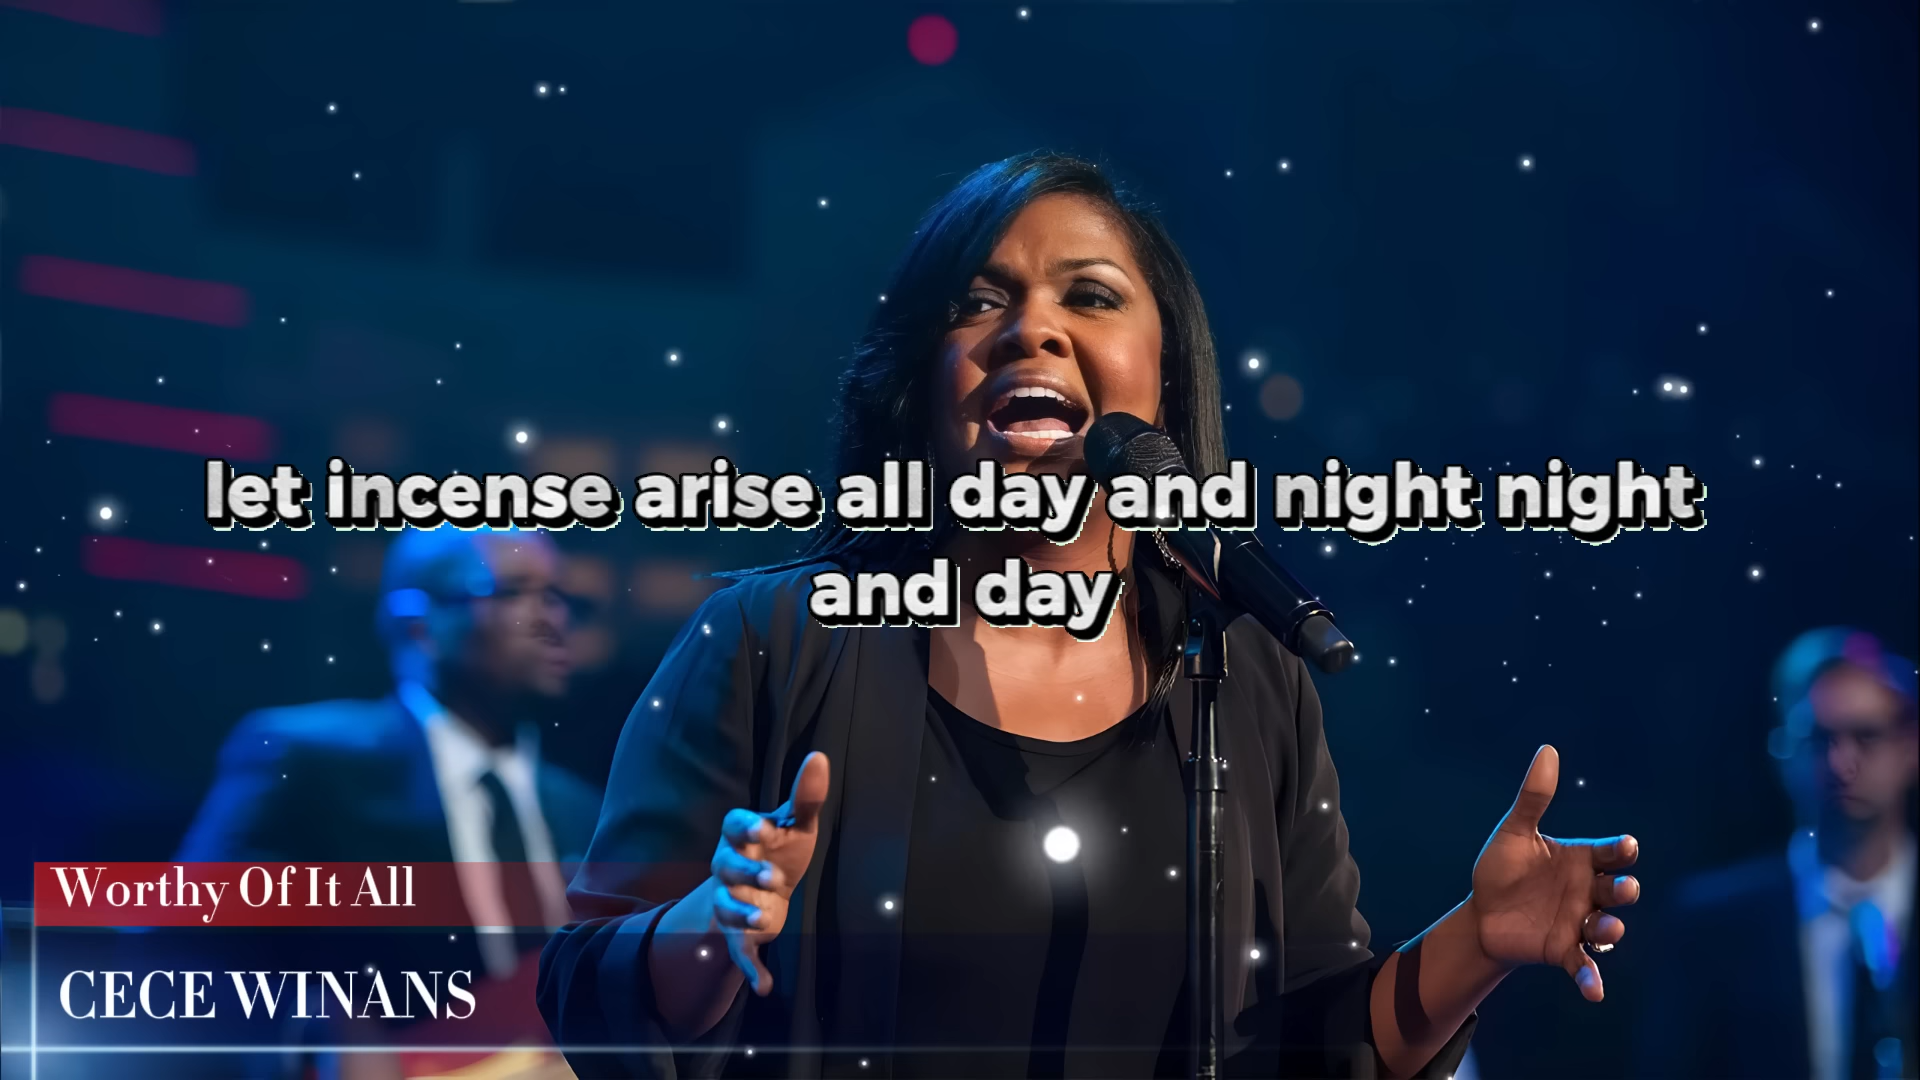 let incense arise all day and night night
and day
Worthy Of It All
CECE WINANS